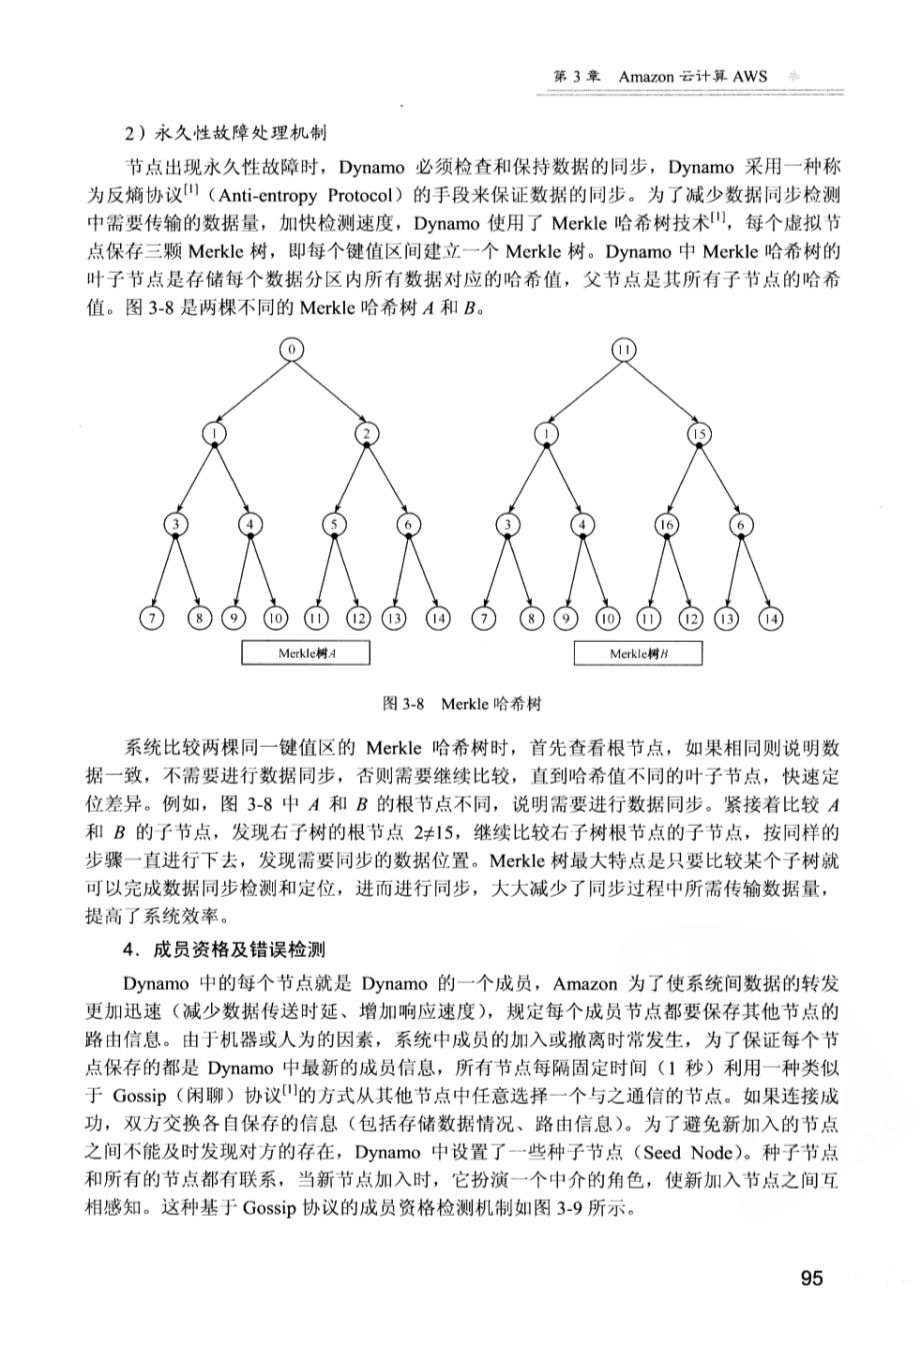 第 3 章 Amazon 云计算 AWS
2）永久性故障处理机制
节点出现永久性故障时，Dynamo 必须检查和保持数据的同步，Dynamo 采用一种称
为反熵协议[1]（Anti-entropy Protocol）的手段来保证数据的同步。为了减少数据同步检测
中需要传输的数据量，加快检测速度，Dynamo 使用了 Merkle 哈希树技术[1]，每个虚拟节
点保存三颗 Merkle 树，即每个键值区间建立一个 Merkle 树。Dynamo 中 Merkle 哈希树的
叶子节点是存储每个数据分区内所有数据对应的哈希值，父节点是其所有子节点的哈希
值。图 3-8 是两棵不同的 Merkle 哈希树 A 和 B。
0 11
1 2 1 15
3 4 5 6 3 4 16 6
7 8 9 10 11 12 13 14 7 8 9 10 11 12 13 14
Merkle树A Merkle树B
图 3-8 Merkle 哈希树
系统比较两棵同一键值区的 Merkle 哈希树时，首先查看根节点，如果相同则说明数
据一致，不需要进行数据同步，否则需要继续比较，直到哈希值不同的叶子节点，快速定
位差异。例如，图 3-8 中 A 和 B 的根节点不同，说明需要进行数据同步。紧接着比较 A
和 B 的子节点，发现右子树的根节点 2≠15，继续比较右子树根节点的子节点，按同样的
步骤一直进行下去，发现需要同步的数据位置。Merkle 树最大特点是只要比较某个子树就
可以完成数据同步检测和定位，进而进行同步，大大减少了同步过程中所需传输数据量，
提高了系统效率。
4．成员资格及错误检测
Dynamo 中的每个节点就是 Dynamo 的一个成员，Amazon 为了使系统间数据的转发
更加迅速（减少数据传送时延、增加响应速度），规定每个成员节点都要保存其他节点的
路由信息。由于机器或人为的因素，系统中成员的加入或撤离时常发生，为了保证每个节
点保存的都是 Dynamo 中最新的成员信息，所有节点每隔固定时间（1 秒）利用一种类似
于 Gossip（闲聊）协议[1]的方式从其他节点中任意选择一个与之通信的节点。如果连接成
功，双方交换各自保存的信息（包括存储数据情况、路由信息）。为了避免新加入的节点
之间不能及时发现对方的存在，Dynamo 中设置了一些种子节点（Seed Node）。种子节点
和所有的节点都有联系，当新节点加入时，它扮演一个中介的角色，使新加入节点之间互
相感知。这种基于 Gossip 协议的成员资格检测机制如图 3-9 所示。
95